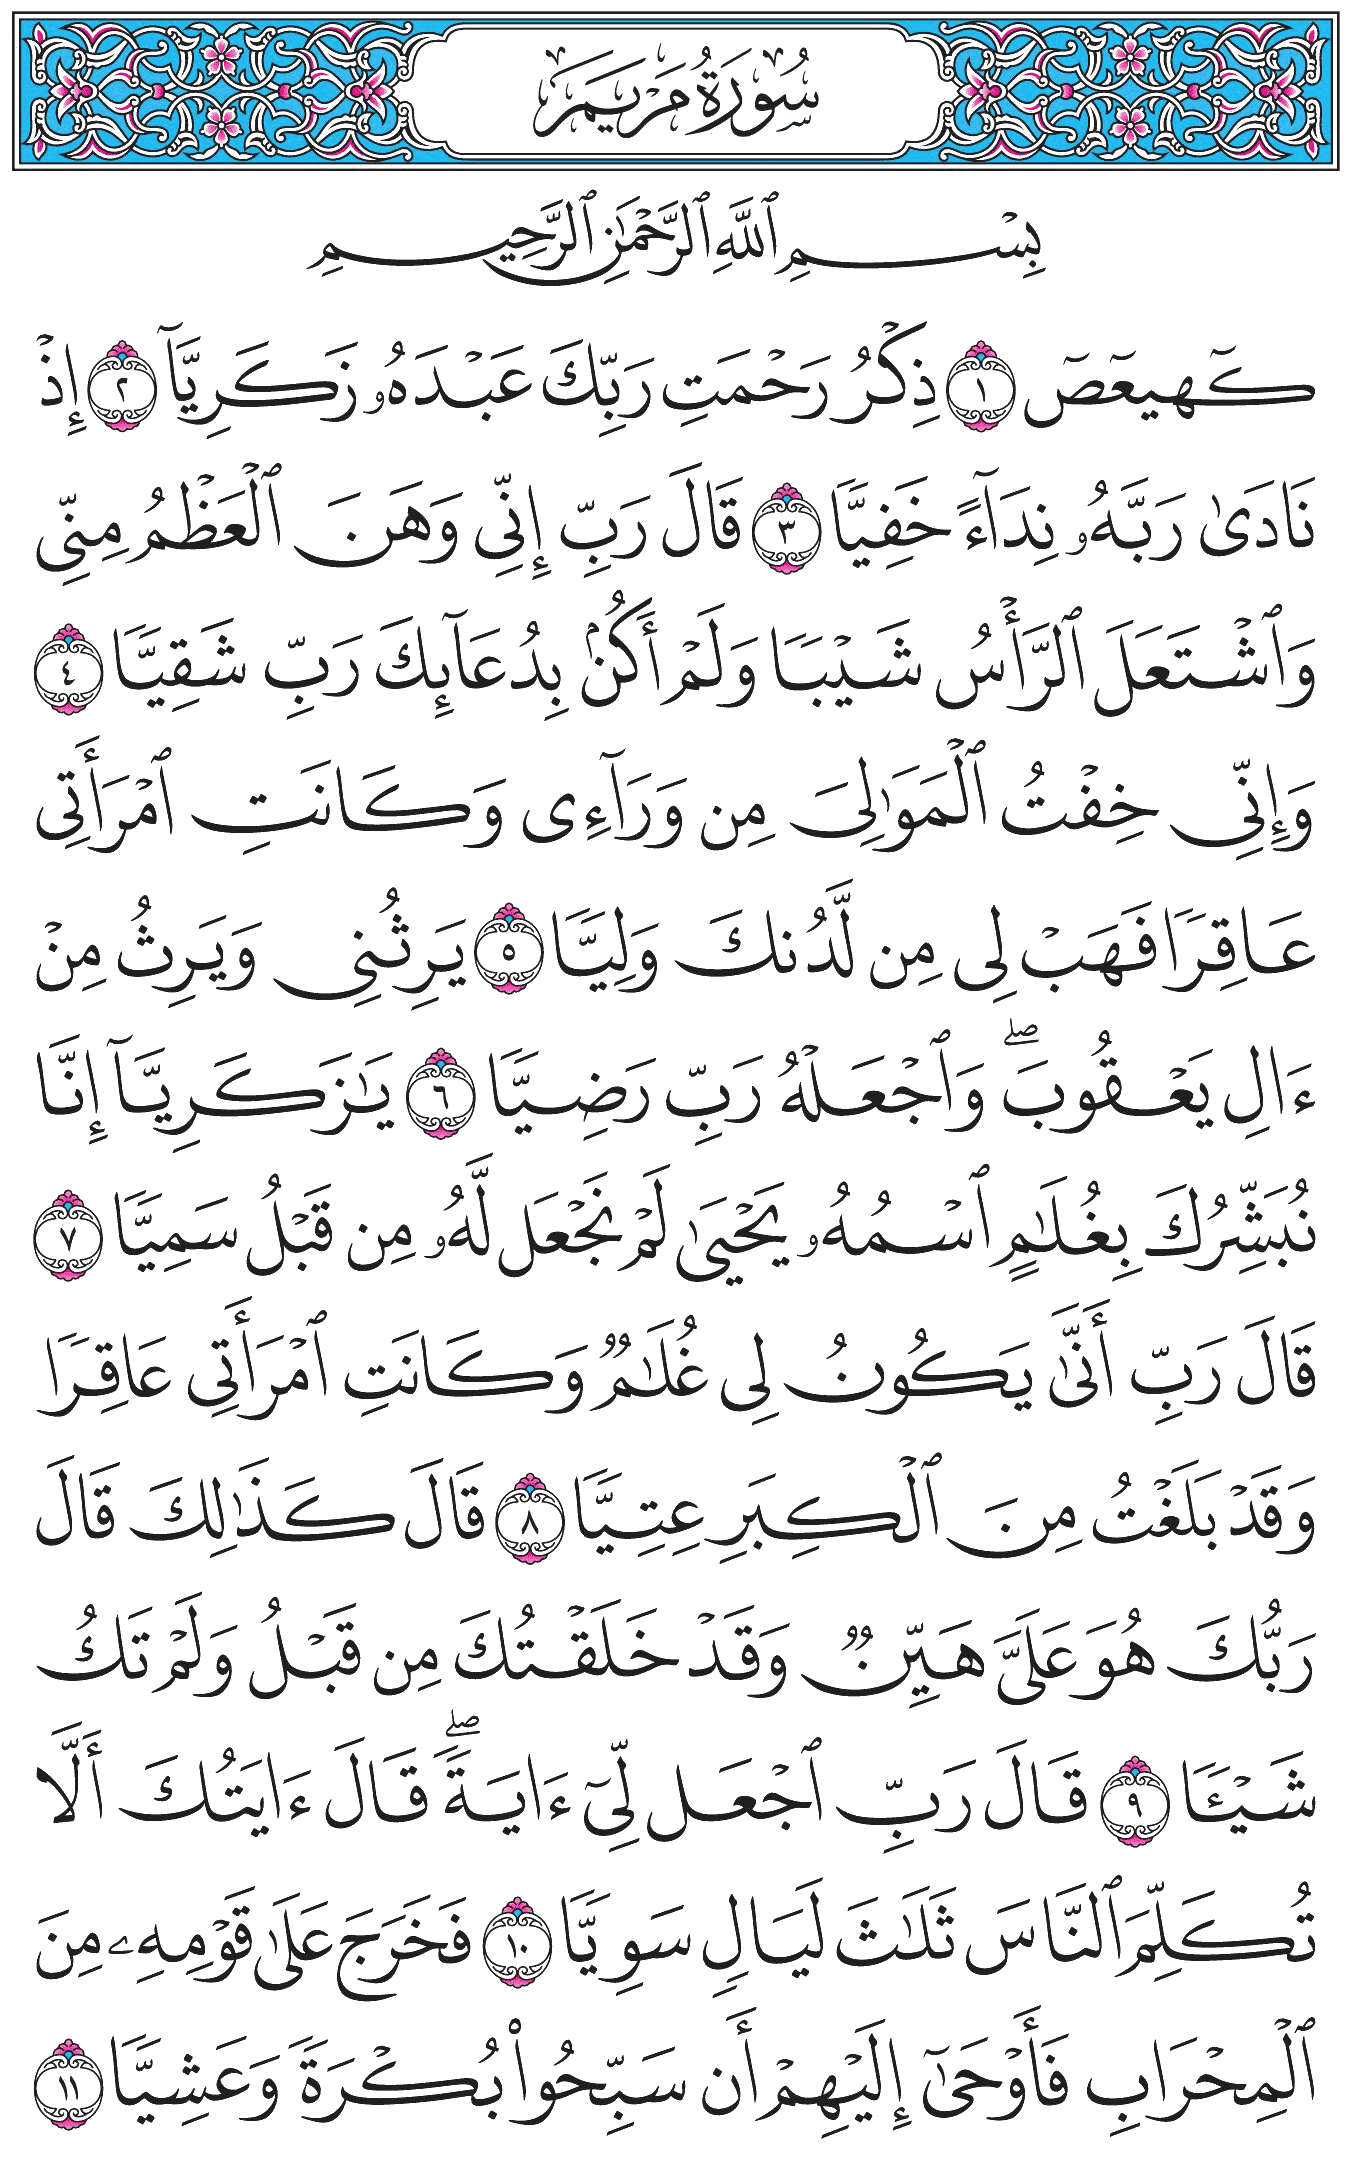 سُورَةُ مَرْيَمَ
بِسْمِ ٱللَّهِ ٱلرَّحْمَٰنِ ٱلرَّحِيمِ
كٓهيعٓصٓ ١ ذِكْرُ رَحْمَتِ رَبِّكَ عَبْدَهُۥ زَكَرِيَّآ ٢ إِذْ
نَادَىٰ رَبَّهُۥ نِدَآءً خَفِيًّا ٣ قَالَ رَبِّ إِنِّى وَهَنَ ٱلْعَظْمُ مِنِّى
وَٱشْتَعَلَ ٱلرَّأْسُ شَيْبًا وَلَمْ أَكُنۢ بِدُعَآئِكَ رَبِّ شَقِيًّا ٤
وَإِنِّى خِفْتُ ٱلْمَوَٰلِىَ مِن وَرَآءِى وَكَانَتِ ٱمْرَأَتِى
عَاقِرًا فَهَبْ لِى مِن لَّدُنكَ وَلِيًّا ٥ يَرِثُنِى وَيَرِثُ مِنْ
ءَالِ يَعْقُوبَ ۖ وَٱجْعَلْهُ رَبِّ رَضِيًّا ٦ يَٰزَكَرِيَّآ إِنَّا
نُبَشِّرُكَ بِغُلَٰمٍ ٱسْمُهُۥ يَحْيَىٰ لَمْ نَجْعَل لَّهُۥ مِن قَبْلُ سَمِيًّا ٧
قَالَ رَبِّ أَنَّىٰ يَكُونُ لِى غُلَٰمٌ وَكَانَتِ ٱمْرَأَتِى عَاقِرًا
وَقَدْ بَلَغْتُ مِنَ ٱلْكِبَرِ عِتِيًّا ٨ قَالَ كَذَٰلِكَ قَالَ
رَبُّكَ هُوَ عَلَىَّ هَيِّنٌ وَقَدْ خَلَقْتُكَ مِن قَبْلُ وَلَمْ تَكُ
شَيْـًٔا ٩ قَالَ رَبِّ ٱجْعَل لِّىٓ ءَايَةً ۖ قَالَ ءَايَتُكَ أَلَّا
تُكَلِّمَ ٱلنَّاسَ ثَلَٰثَ لَيَالٍ سَوِيًّا ١٠ فَخَرَجَ عَلَىٰ قَوْمِهِۦ مِنَ
ٱلْمِحْرَابِ فَأَوْحَىٰٓ إِلَيْهِمْ أَن سَبِّحُوا۟ بُكْرَةً وَعَشِيًّا ١١